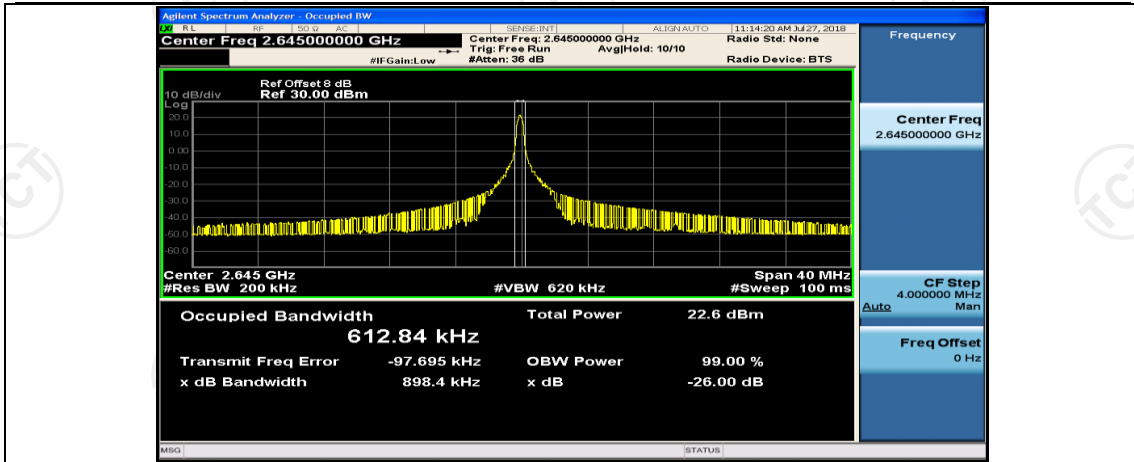 Agilent Spectrum Analyzer - Occupied BW
LXI RL RF 50 Ω AC SENSE:INT ALIGN AUTO 11:14:20 AM Jul 27, 2018
Center Freq 2.645000000 GHz
Center Freq: 2.645000000 GHz Radio Std: None
Trig: Free Run Avg|Hold: 10/10
#IFGain:Low #Atten: 36 dB Radio Device: BTS
Frequency
Ref Offset 8 dB
10 dB/div Ref 30.00 dBm
Log
20.0
10.0
0.00
-10.0
-20.0
-30.0
-40.0
-50.0
-60.0
Center 2.645 GHz Span 40 MHz
#Res BW 200 kHz #VBW 620 kHz #Sweep 100 ms
Occupied Bandwidth Total Power 22.6 dBm
612.84 kHz
Transmit Freq Error -97.695 kHz OBW Power 99.00 %
x dB Bandwidth 898.4 kHz x dB -26.00 dB
Center Freq
2.645000000 GHz
CF Step
4.000000 MHz
Auto Man
Freq Offset
0 Hz
MSG STATUS
TCT
TCT